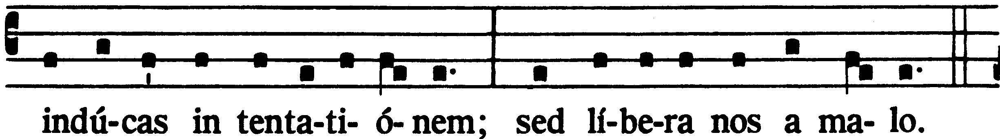 indú-cas in tenta-ti- ó- nem; sed lí-be-ra nos a ma- lo.